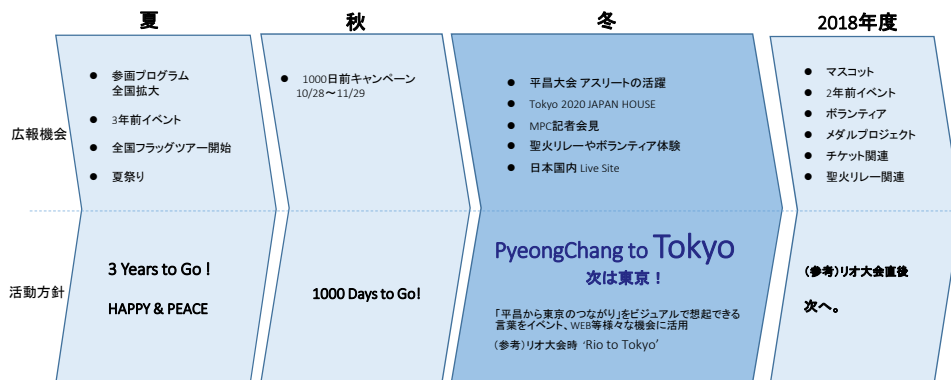 夏
秋
冬
2018年度
広報機会
● 参画プログラム
全国拡大
● 3年前イベント
● 全国フラッグツアー開始
● 夏祭り
● 1000日前キャンペーン
10/28～11/29
● 平昌大会 アスリートの活躍
● Tokyo 2020 JAPAN HOUSE
● MPC記者会見
● 聖火リレーやボランティア体験
● 日本国内 Live Site
● マスコット
● 2年前イベント
● ボランティア
● メダルプロジェクト
● チケット関連
● 聖火リレー関連
活動方針
3 Years to Go !
HAPPY & PEACE
1000 Days to Go!
PyeongChang to Tokyo
次は東京！
「平昌から東京のつながり」をビジュアルで想起できる
言葉をイベント、WEB等様々な機会に活用
(参考)リオ大会時 ‘Rio to Tokyo’
(参考)リオ大会直後
次へ。